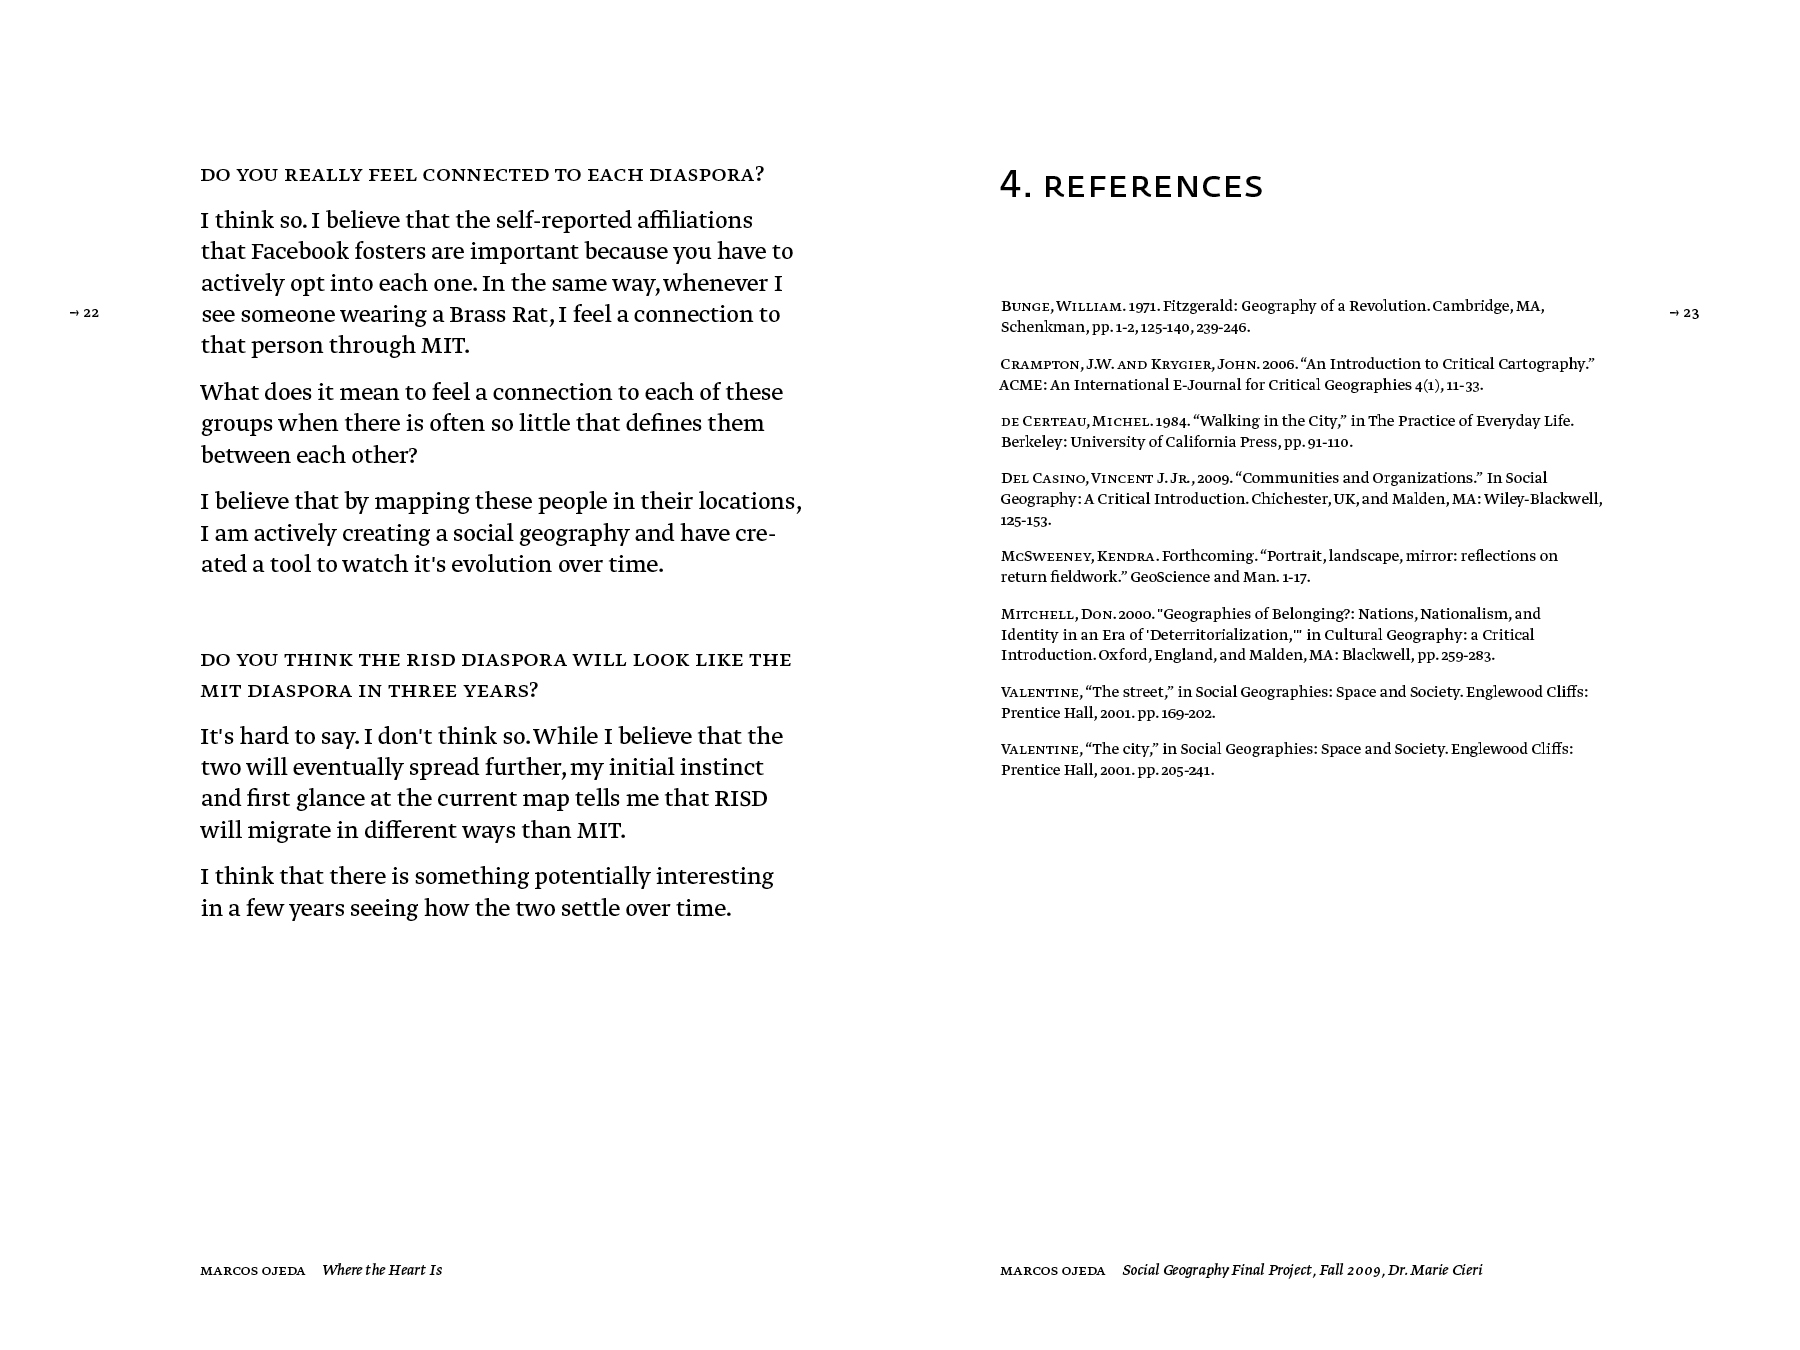 DO YOU REALLY FEEL CONNECTED TO EACH DIASPORA?
I think so. I believe that the self-reported affiliations
that Facebook fosters are important because you have to
actively opt into each one. In the same way, whenever I
see someone wearing a Brass Rat, I feel a connection to
that person through MIT.
What does it mean to feel a connection to each of these
groups when there is often so little that defines them
between each other?
I believe that by mapping these people in their locations,
I am actively creating a social geography and have cre-
ated a tool to watch it's evolution over time.
DO YOU THINK THE RISD DIASPORA WILL LOOK LIKE THE
MIT DIASPORA IN THREE YEARS?
It's hard to say. I don't think so. While I believe that the
two will eventually spread further, my initial instinct
and first glance at the current map tells me that RISD
will migrate in different ways than MIT.
I think that there is something potentially interesting
in a few years seeing how the two settle over time.
→ 22
MARCOS OJEDA Where the Heart Is
4. REFERENCES
BUNGE, WILLIAM. 1971. Fitzgerald: Geography of a Revolution. Cambridge, MA,
Schenkman, pp. 1-2, 125-140, 239-246.
CRAMPTON, J.W. AND KRYGIER, JOHN. 2006. “An Introduction to Critical Cartography.”
ACME: An International E-Journal for Critical Geographies 4(1), 11-33.
DE CERTEAU, MICHEL. 1984. “Walking in the City,” in The Practice of Everyday Life.
Berkeley: University of California Press, pp. 91-110.
DEL CASINO, VINCENT J. JR., 2009. “Communities and Organizations.” In Social
Geography: A Critical Introduction. Chichester, UK, and Malden, MA: Wiley-Blackwell,
125-153.
MCSWEENEY, KENDRA. Forthcoming. “Portrait, landscape, mirror: reflections on
return fieldwork.” GeoScience and Man. 1-17.
MITCHELL, DON. 2000. "Geographies of Belonging?: Nations, Nationalism, and
Identity in an Era of 'Deterritorialization,'" in Cultural Geography: a Critical
Introduction. Oxford, England, and Malden, MA: Blackwell, pp. 259-283.
VALENTINE, “The street,” in Social Geographies: Space and Society. Englewood Cliffs:
Prentice Hall, 2001. pp. 169-202.
VALENTINE, “The city,” in Social Geographies: Space and Society. Englewood Cliffs:
Prentice Hall, 2001. pp. 205-241.
→ 23
MARCOS OJEDA Social Geography Final Project, Fall 2009, Dr. Marie Cieri